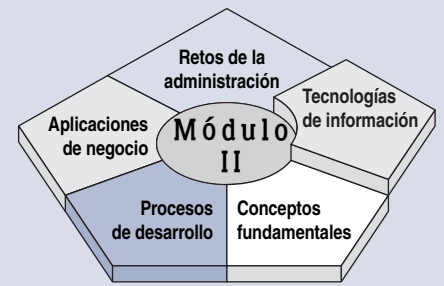 Retos de la
administración
Tecnologías
de información
Aplicaciones
de negocio
Módulo
II
Procesos
de desarrollo
Conceptos
fundamentales